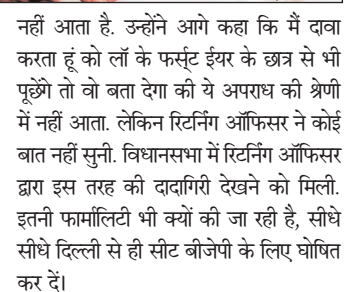 नहीं आता है. उन्होंने आगे कहा कि मैं दावा
करता हूं को लॉ के फर्स्ट ईयर के छात्र से भी
पूछेंगे तो वो बता देगा की ये अपराध की श्रेणी
में नहीं आता. लेकिन रिटर्निंग ऑफिसर ने कोई
बात नहीं सुनी. विधानसभा में रिटर्निंग ऑफिसर
द्वारा इस तरह की दादागिरी देखने को मिली.
इतनी फार्मालिटी भी क्यों की जा रही है, सीधे
सीधे दिल्ली से ही सीट बीजेपी के लिए घोषित
कर दें।